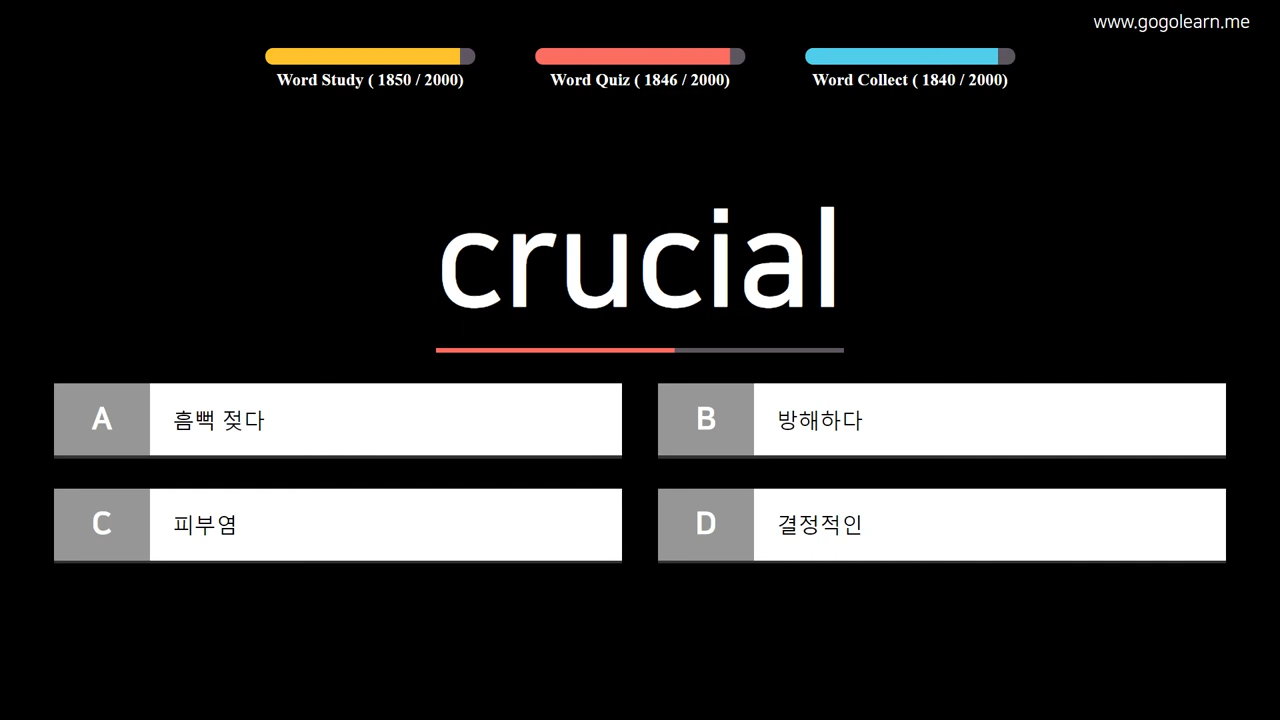 www.gogolearn.me
Word Study ( 1850 / 2000) Word Quiz ( 1846 / 2000) Word Collect ( 1840 / 2000)
crucial
A 흠뻑 젖다
B 방해하다
C 피부염
D 결정적인